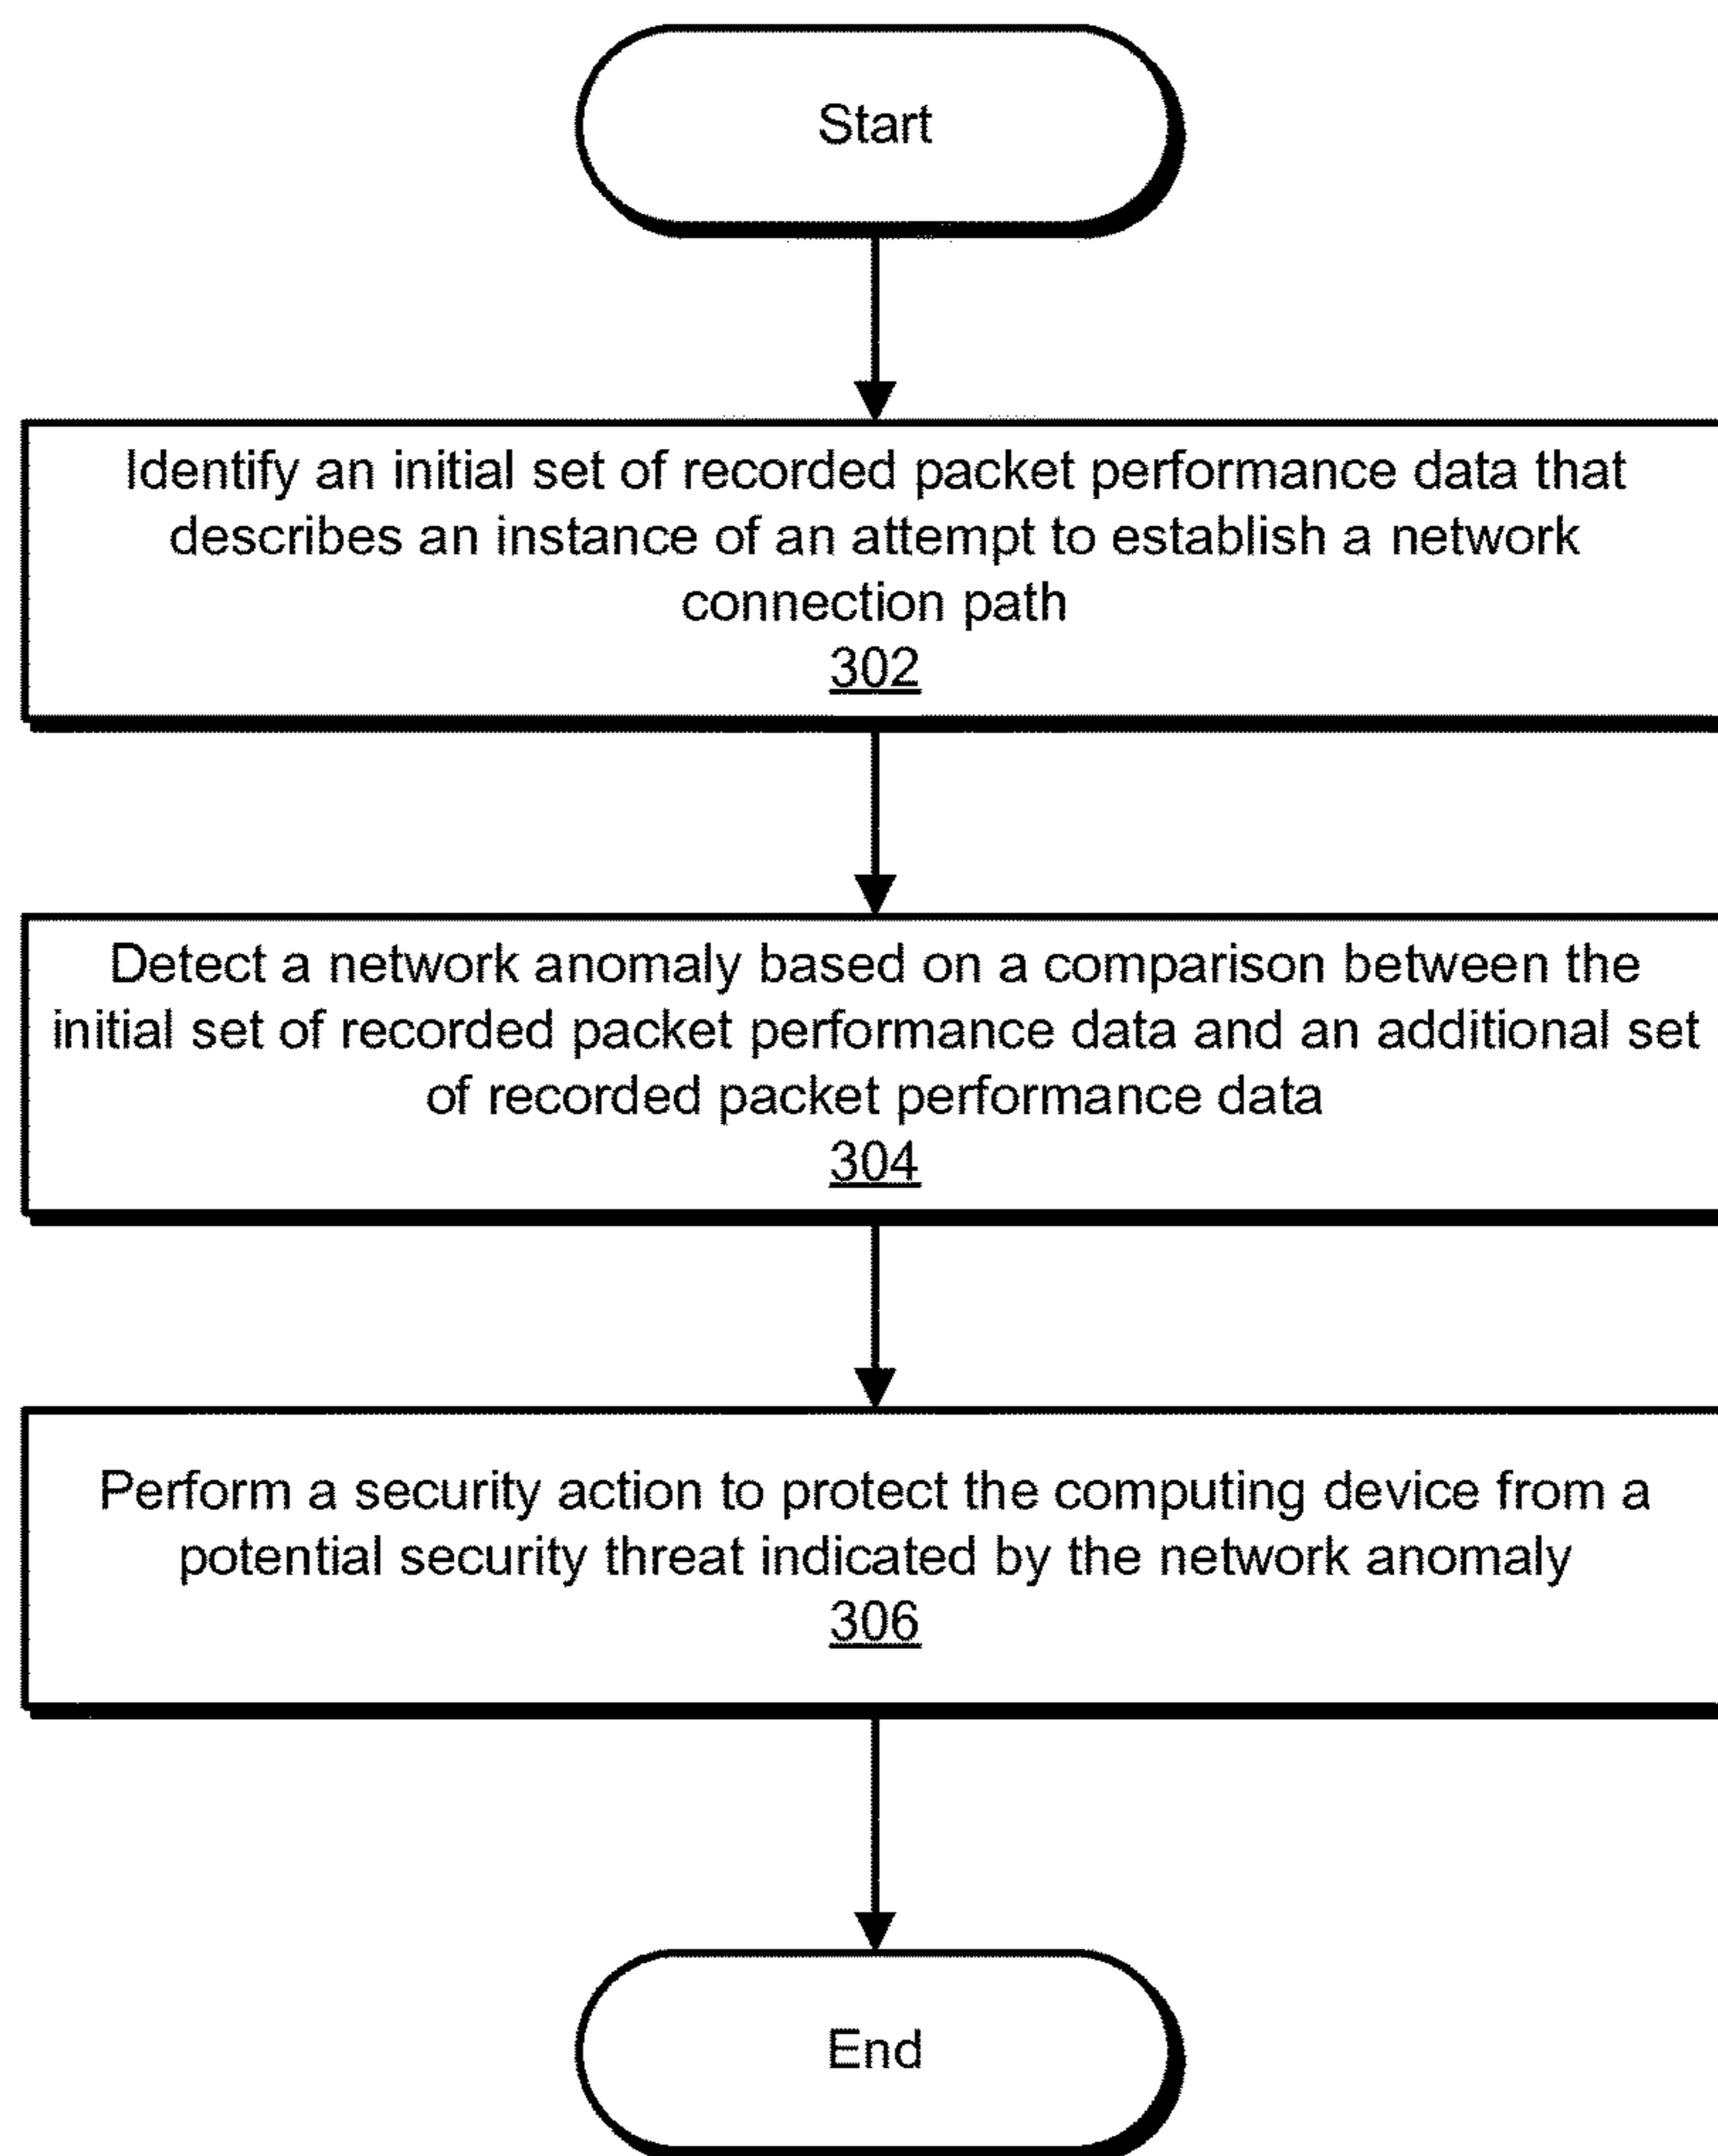 Start
Identify an initial set of recorded packet performance data that
describes an instance of an attempt to establish a network
connection path
302
Detect a network anomaly based on a comparison between the
initial set of recorded packet performance data and an additional set
of recorded packet performance data
304
Perform a security action to protect the computing device from a
potential security threat indicated by the network anomaly
306
End